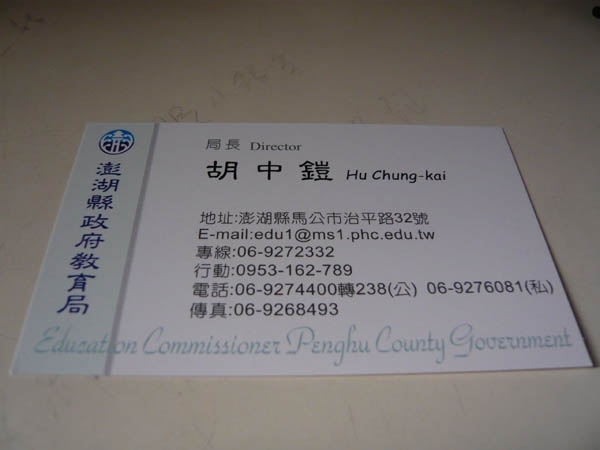 澎湖縣政府教育局
局長 Director
胡中鎧 Hu Chung-kai
地址:澎湖縣馬公市治平路32號
E-mail:edu1@ms1.phc.edu.tw
專線:06-9272332
行動:0953-162-789
電話:06-9274400轉238(公) 06-9276081(私)
傳真:06-9268493
Education Commissioner Penghu County Government